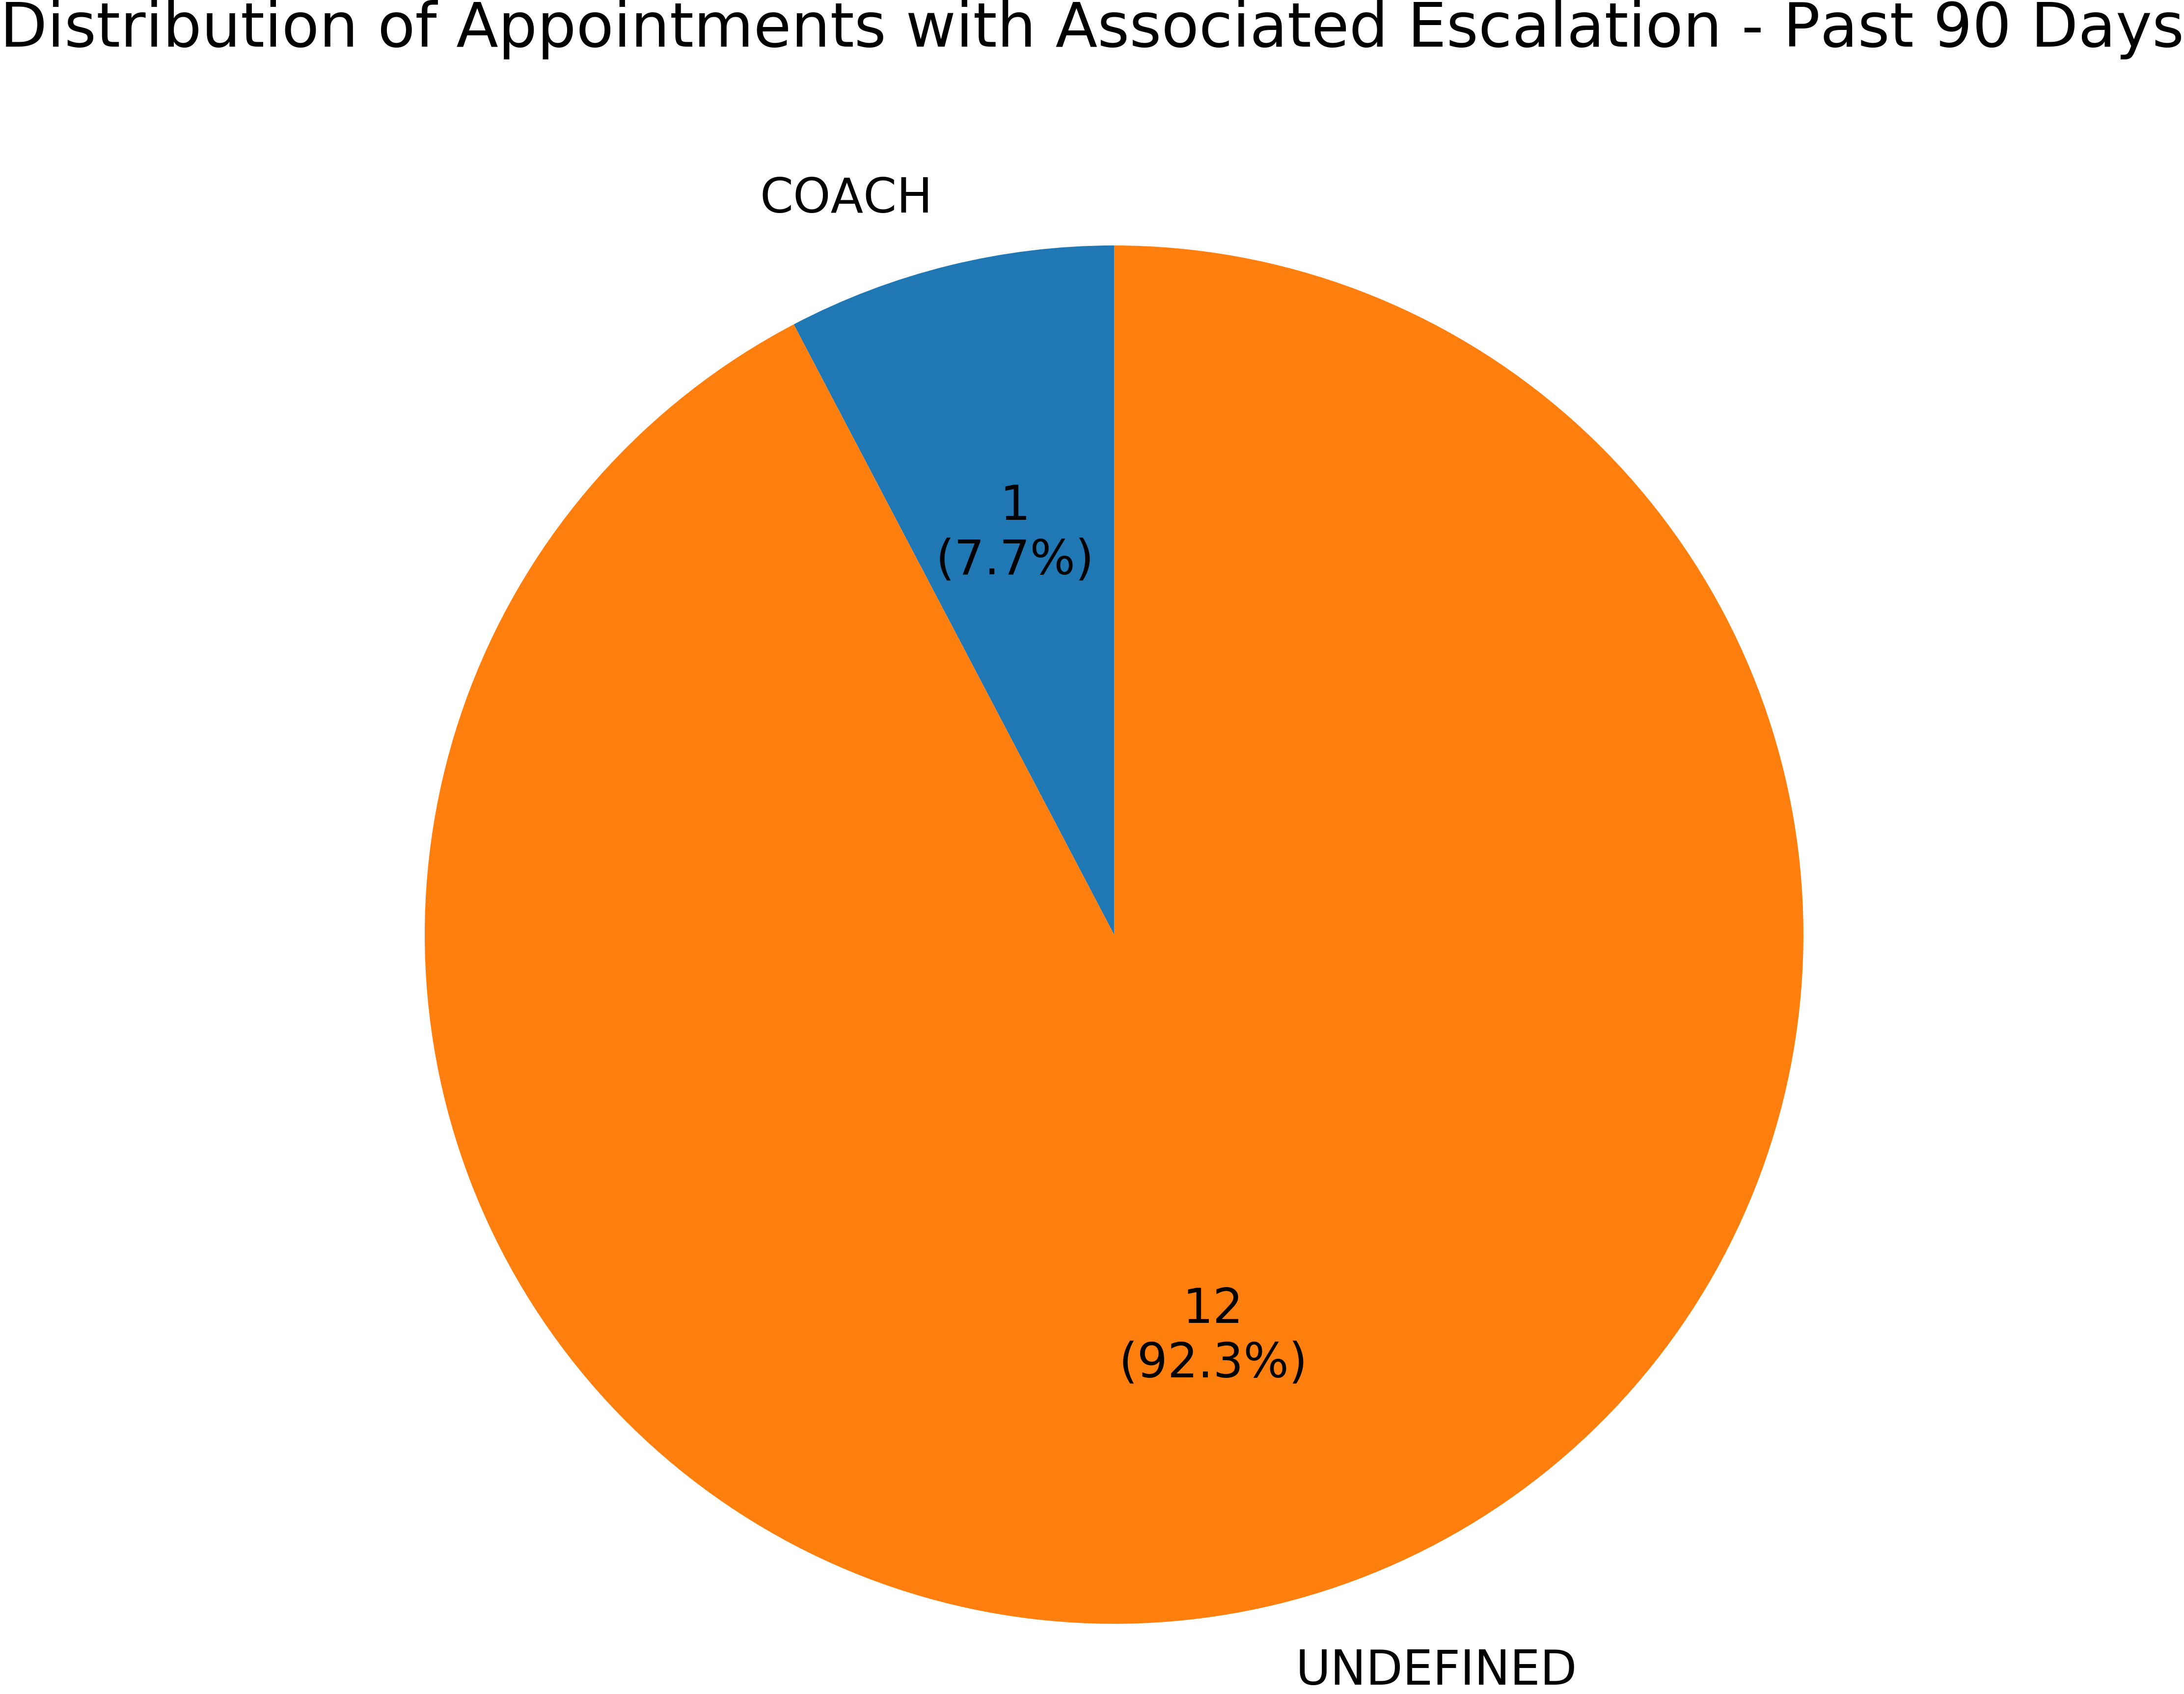 Distribution of Appointments with Associated Escalation - Past 90 Days
COACH
1
(7.7%)
12
(92.3%)
UNDEFINED